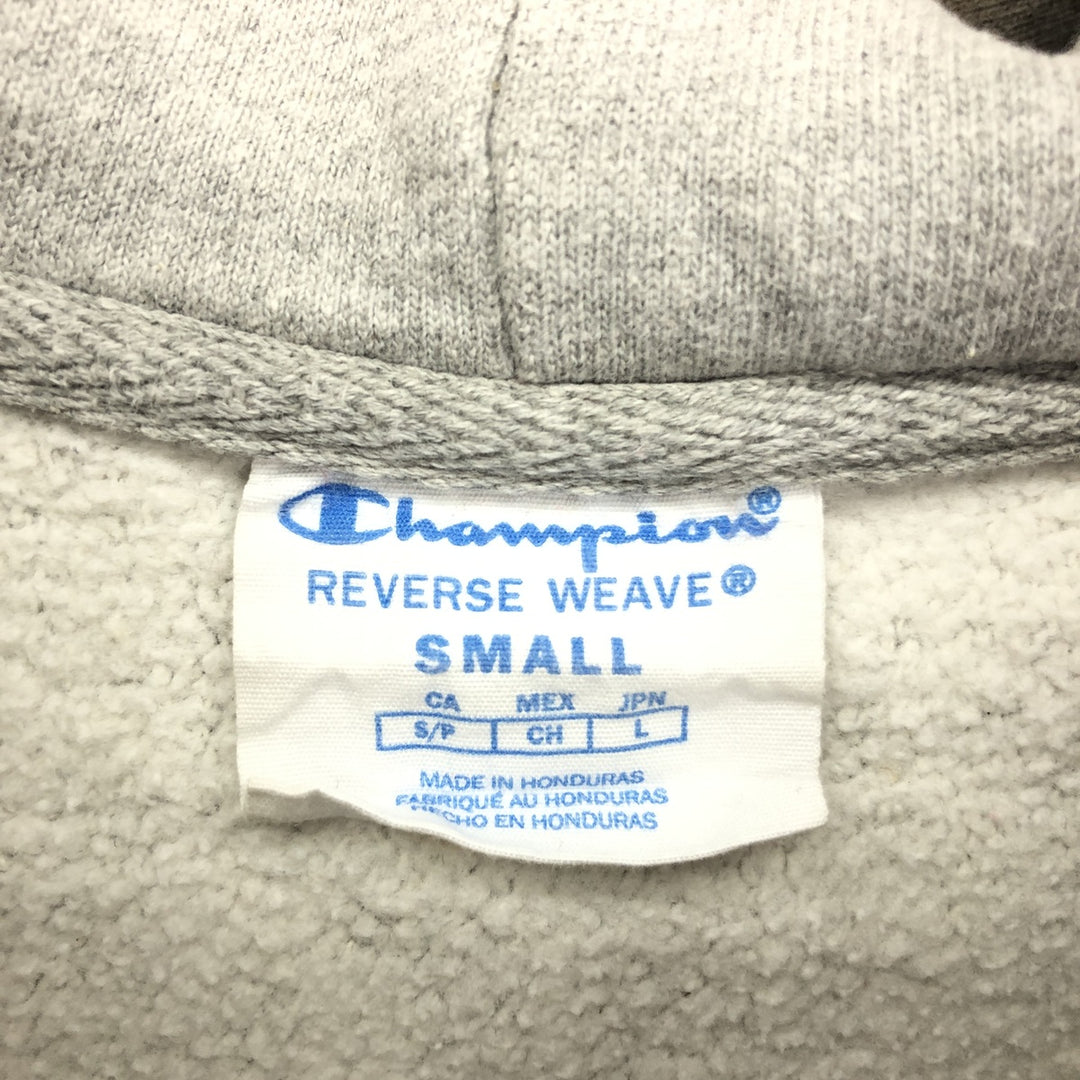 Champion®
REVERSE WEAVE®
SMALL
CA MEX JPN
S/P CH L
MADE IN HONDURAS
FABRIQUÉ AU HONDURAS
HECHO EN HONDURAS